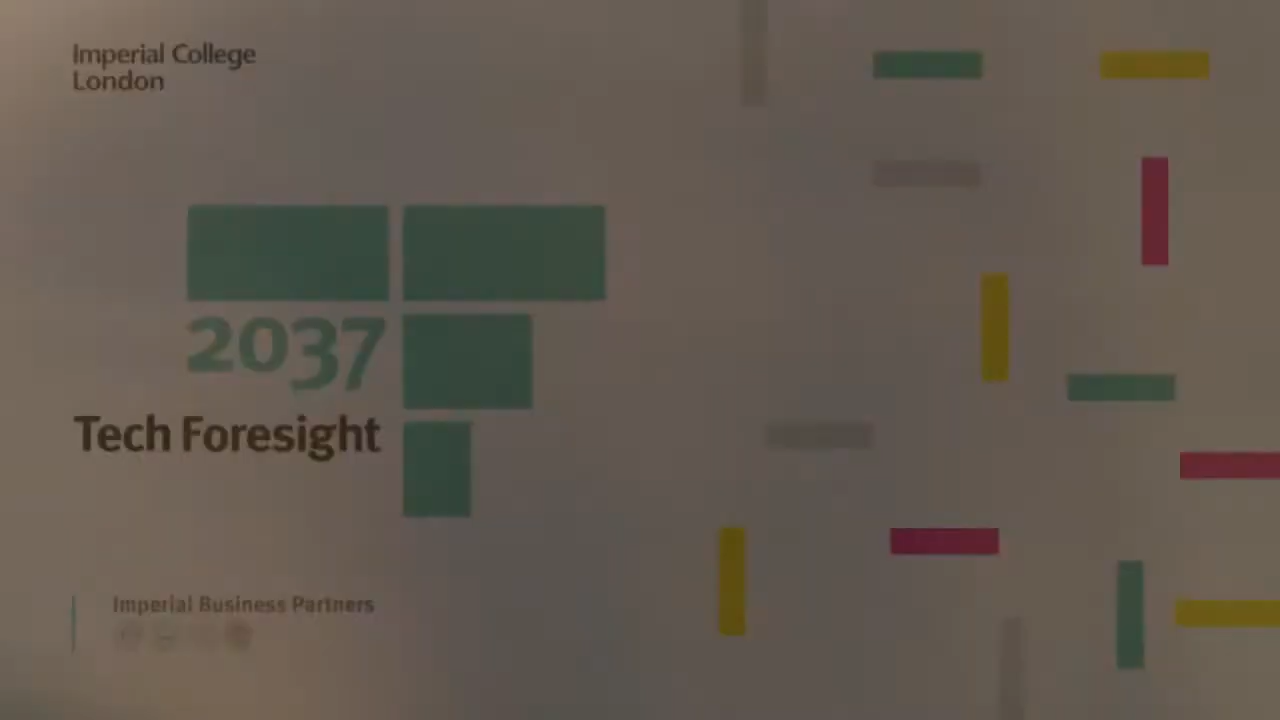 Imperial College
London
2037
Tech Foresight
Imperial Business Partners